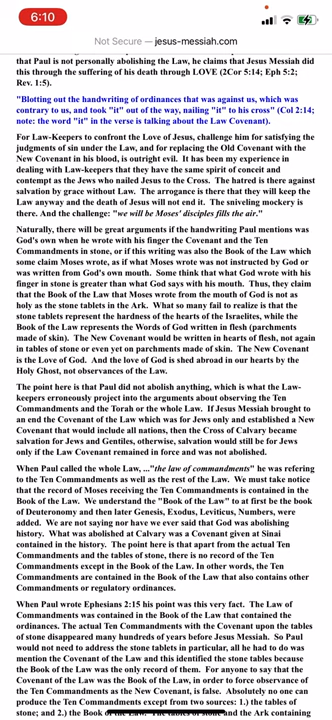 6:10
Not Secure — jesus-messiah.com
that Paul is not personally abolishing the Law, he claims that Jesus Messiah did
this through the suffering of his death through LOVE (2Cor 5:14; Eph 5:2;
Rev. 1:5).
"Blotting out the handwriting of ordinances that was against us, which was
contrary to us, and took "it" out of the way, nailing "it" to his cross" (Col 2:14;
note: the word "it" in the verse is talking about the Law Covenant).
For Law-Keepers to confront the Love of Jesus, challenge him for satisfying the
judgments of sin under the Law, and for replacing the Old Covenant with the
New Covenant in his blood, is outright evil. It has been my experience in
dealing with Law-keepers that they have the same spirit of conceit and
contempt as the Jews who nailed Jesus to the Cross. The hatred is there against
salvation by grace without Law. The arrogance is there that they will keep the
Law anyway and the death of Jesus will not end it. The sniveling mockery is
there. And the challenge: "we will be Moses' disciples fills the air."
Naturally, there will be great arguments if the handwriting Paul mentions was
God's own when he wrote with his finger the Covenant and the Ten
Commandments in stone, or if this writing was also the Book of the Law which
some claim Moses wrote, as if what Moses wrote was not instructed by God or
was written from God's own mouth. Some think that what God wrote with his
finger in stone is greater than what God says with his mouth. Thus, they claim
that the Book of the Law that Moses wrote from the mouth of God is not as
holy as the stone tablets in the Ark. What so many fail to realize is that the
stone tablets represent the hardness of the hearts of the Israelites, while the
Book of the Law represents the Words of God written in flesh (parchments
made of skin). The New Covenant would be written in hearts of flesh, not again
in tables of stone or even yet on parchments made of skin. The New Covenant
is the Love of God. And the love of God is shed abroad in our hearts by the
Holy Ghost, not observances of the Law.
The point here is that Paul did not abolish anything, which is what the Law-
keepers erroneously project into the arguments about observing the Ten
Commandments and the Torah or the whole Law. If Jesus Messiah brought to
an end the Covenant of the Law which was for Jews only and established a New
Covenant that would include all nations, then the Cross of Calvary became
salvation for Jews and Gentiles, otherwise, salvation would still be for Jews
only if the Law Covenant remained in force and was not abolished.
When Paul called the whole Law, ..."the law of commandments" he was referring
to the Ten Commandments as well as the rest of the Law. We must take notice
that the record of Moses receiving the Ten Commandments is contained in the
Book of the Law. We understand the "Book of the Law" to at first be the book
of Deuteronomy and then later Genesis, Exodus, Leviticus, Numbers, were
added. We are not saying nor have we ever said that God was abolishing
history. What was abolished at Calvary was a Covenant given at Sinai
contained in the history. The point here is that apart from the actual Ten
Commandments and the tables of stone, there is no record of the Ten
Commandments except in the Book of the Law. In other words, the Ten
Commandments are contained in the Book of the Law that also contains other
Commandments or regulatory ordinances.
When Paul wrote Ephesians 2:15 his point was this very fact. The Law of
Commandments was contained in the Book of the Law that contained the
ordinances. The actual Ten Commandments with the Covenant upon the tables
of stone disappeared many hundreds of years before Jesus Messiah. So Paul
would not need to address the stone tablets in particular, all he had to do was
mention the Covenant of the Law and this identified the stone tables because
the Book of the Law was the only record of them. For anyone to say that the
Covenant of the Law was the Book of the Law, in order to force observance of
the Ten Commandments as the New Covenant, is false. Absolutely no one can
produce the Ten Commandments except from two sources: 1.) the tables of
stone; and 2.) the Book